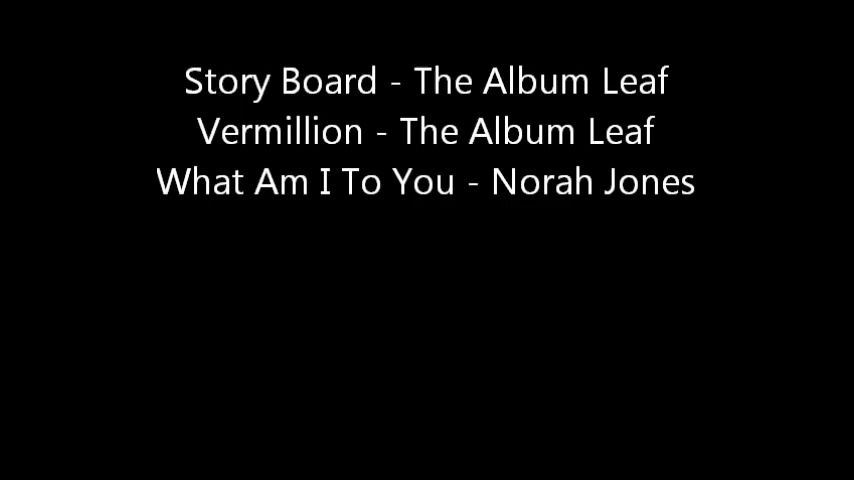 Story Board - The Album Leaf
Vermillion - The Album Leaf
What Am I To You - Norah Jones